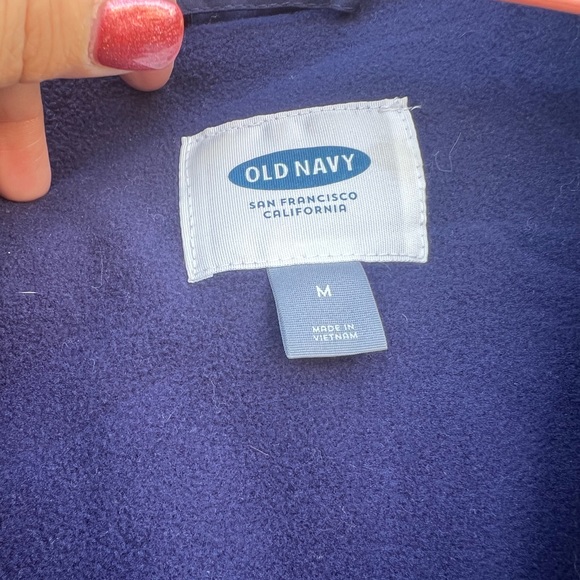 OLD NAVY
SAN FRANCISCO
CALIFORNIA
M
MADE IN
VIETNAM